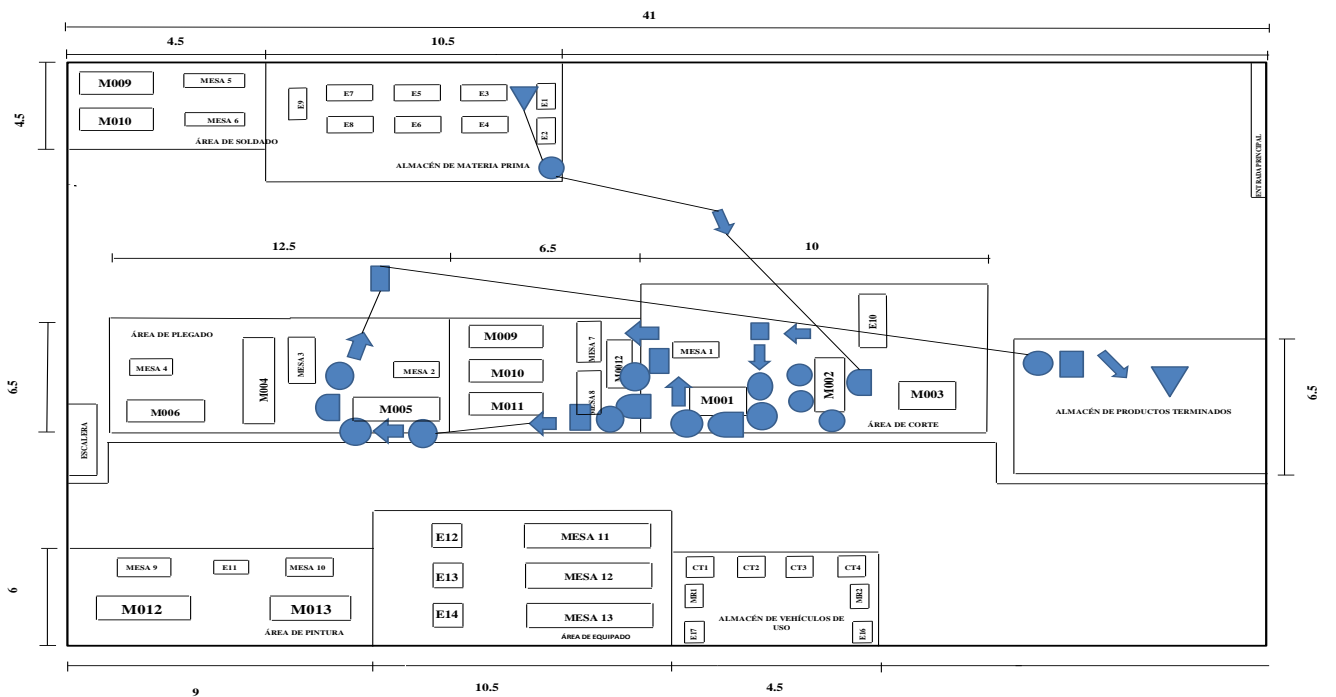 41
4.5
10.5
4.5
M009
MESA 5
M010
MESA 6
ÁREA DE SOLDADO
E9
E7
E5
E3
E1
E8
E6
E4
E2
ALMACÉN DE MATERIA PRIMA
ENTRADA PRINCIPAL
12.5
6.5
10
6.5
ÁREA DE PLEGADO
MESA 4
M006
M004
MESA 3
MESA 2
M005
M009
M010
M011
MESA 7
MESA 8
M0012
MESA 1
M001
M002
E10
M003
ÁREA DE CORTE
ALMACÉN DE PRODUCTOS TERMINADOS
6.5
ESCALERA
6
MESA 9
E11
MESA 10
M012
M013
ÁREA DE PINTURA
E12
MESA 11
E13
MESA 12
E14
MESA 13
ÁREA DE EQUIPADO
CT1
CT2
CT3
CT4
MR1
MR2
ALMACÉN DE VEHÍCULOS DE
USO
E17
E16
9
10.5
4.5